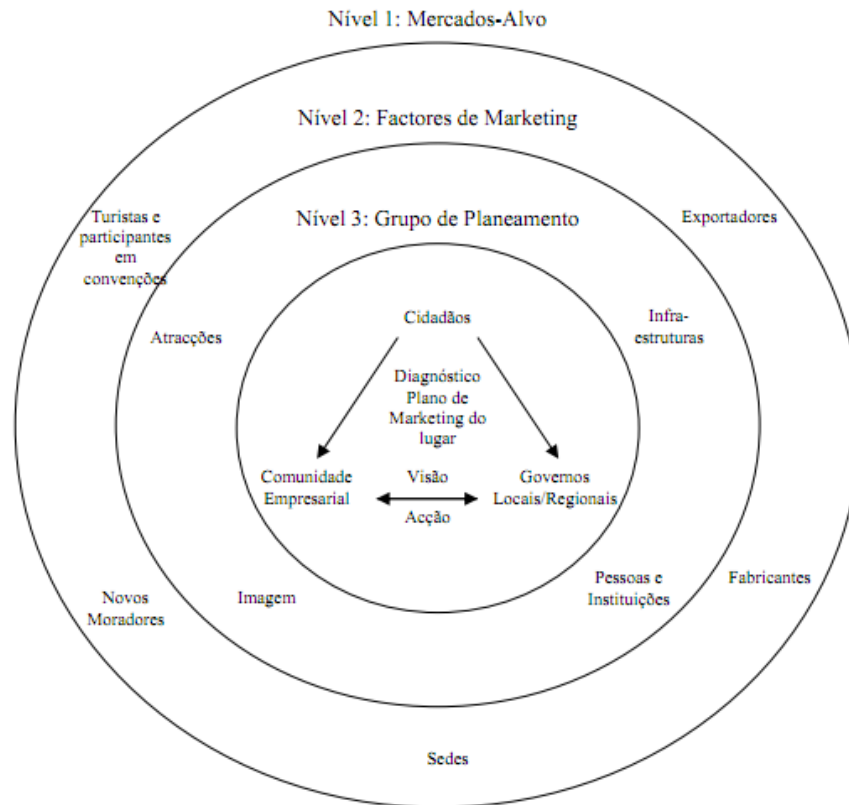 Nível 1: Mercados-Alvo
Nível 2: Factores de Marketing
Nível 3: Grupo de Planeamento
Turistas e
participantes
em
convenções
Exportadores
Atracções
Infra-
estruturas
Cidadãos
Diagnóstico
Plano de
Marketing do
lugar
Comunidade
Empresarial
Visão
Acção
Governos
Locais/Regionais
Novos
Moradores
Imagem
Pessoas e
Instituições
Fabricantes
Sedes